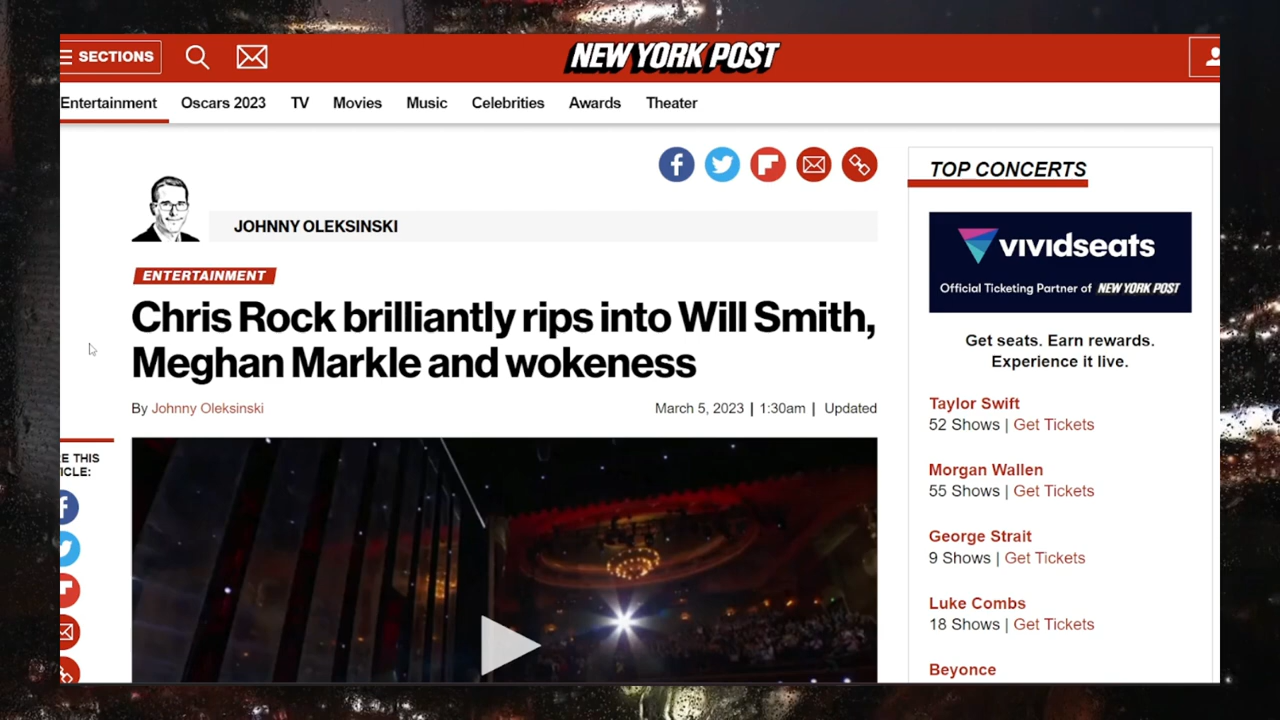 SECTIONS
NEW YORK POST
Entertainment Oscars 2023 TV Movies Music Celebrities Awards Theater
JOHNNY OLEKSINSKI
ENTERTAINMENT
Chris Rock brilliantly rips into Will Smith,
Meghan Markle and wokeness
By Johnny Oleksinski March 5, 2023 | 1:30am | Updated
E THIS
ICLE:
TOP CONCERTS
vividseats
Official Ticketing Partner of NEW YORK POST
Get seats. Earn rewards.
Experience it live.
Taylor Swift
52 Shows | Get Tickets
Morgan Wallen
55 Shows | Get Tickets
George Strait
9 Shows | Get Tickets
Luke Combs
18 Shows | Get Tickets
Beyonce